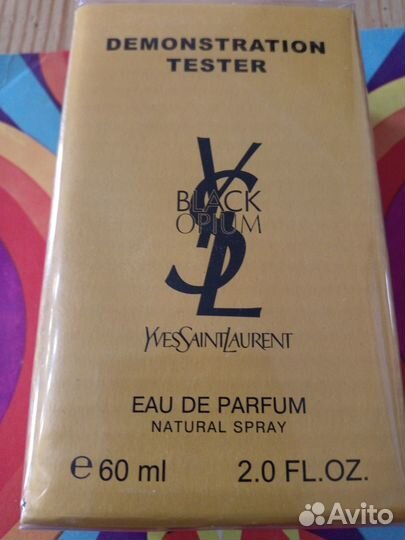 DEMONSTRATION
TESTER
YSL
BLACK
OPIUM
YVESSAINTLAURENT
EAU DE PARFUM
NATURAL SPRAY
e 60 ml 2.0 FL.OZ.
Avito